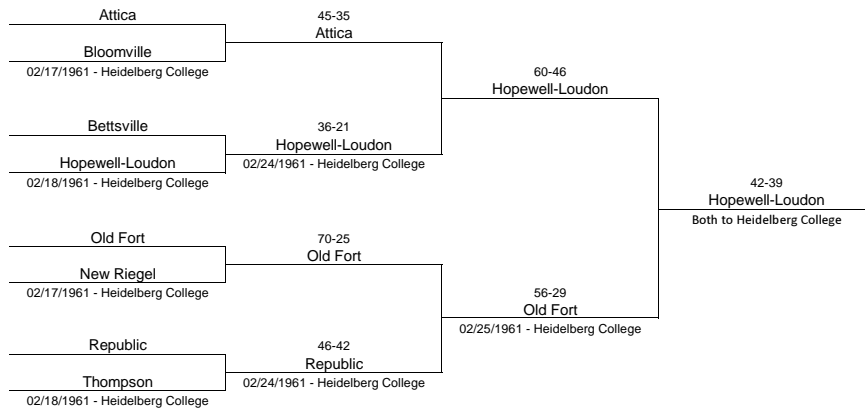 Attica
45-35
Attica
Bloomville
02/17/1961 - Heidelberg College
60-46
Hopewell-Loudon
Bettsville
36-21
Hopewell-Loudon
02/24/1961 - Heidelberg College
Hopewell-Loudon
02/18/1961 - Heidelberg College
42-39
Hopewell-Loudon
Both to Heidelberg College
Old Fort
70-25
Old Fort
New Riegel
02/17/1961 - Heidelberg College
56-29
Old Fort
02/25/1961 - Heidelberg College
Republic
46-42
Republic
02/24/1961 - Heidelberg College
Thompson
02/18/1961 - Heidelberg College